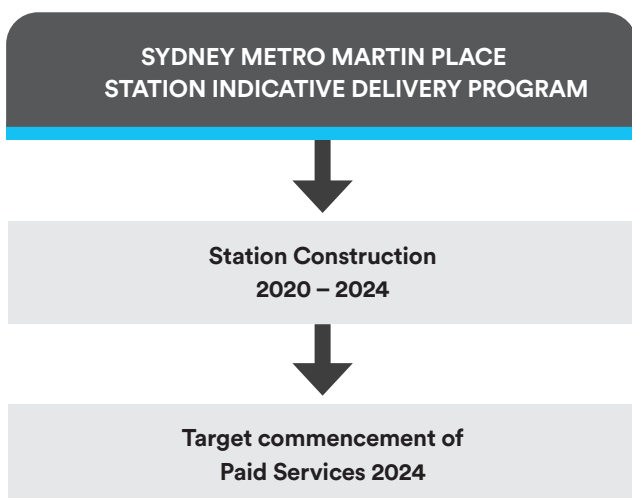 SYDNEY METRO MARTIN PLACE
STATION INDICATIVE DELIVERY PROGRAM
Station Construction
2020 – 2024
Target commencement of
Paid Services 2024